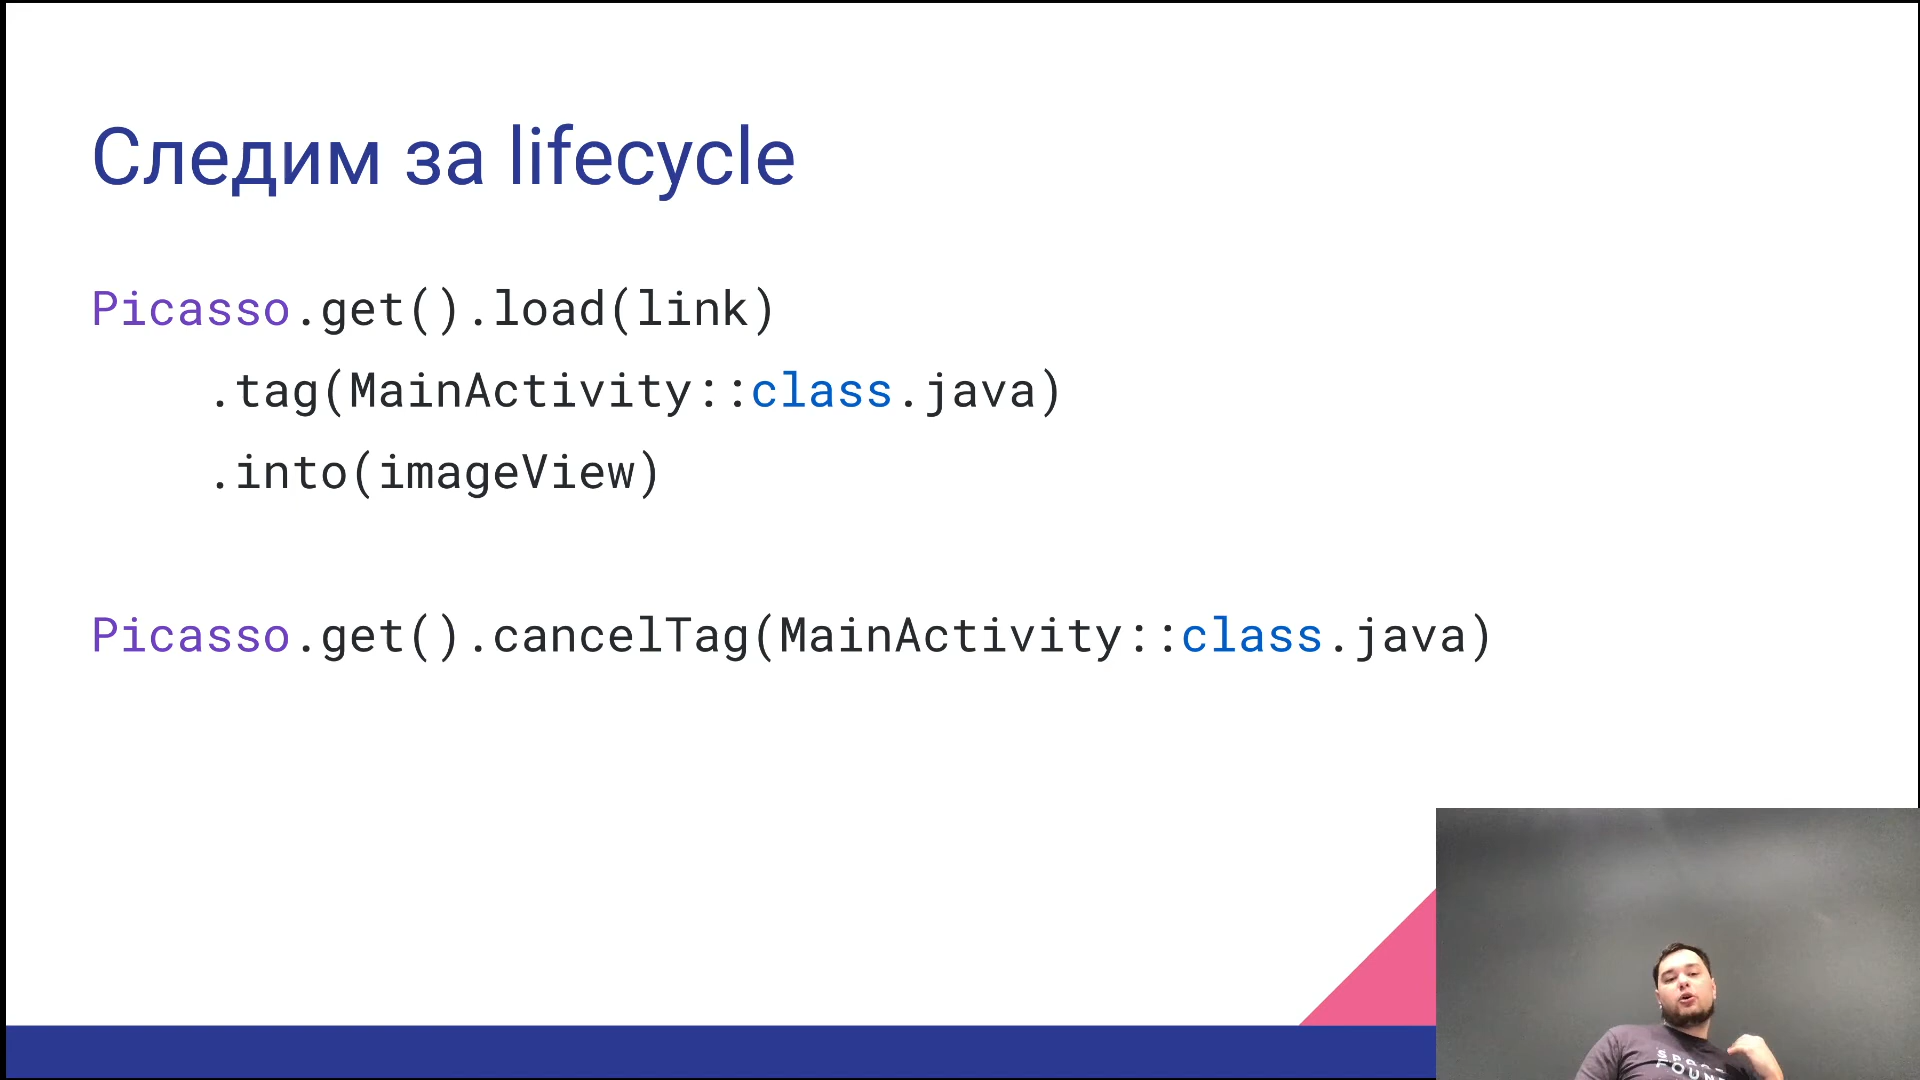 Следим за lifecycle
Picasso.get().load(link)
.tag(MainActivity::class.java)
.into(imageView)
Picasso.get().cancelTag(MainActivity::class.java)